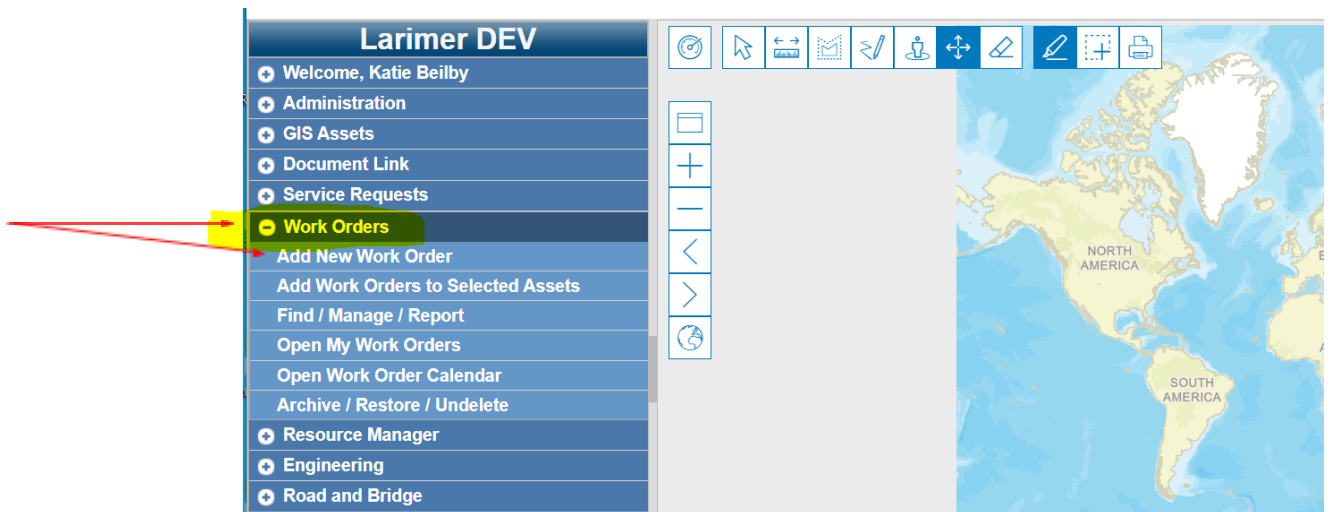 Larimer DEV
Welcome, Katie Beilby
Administration
GIS Assets
Document Link
Service Requests
Work Orders
Add New Work Order
Add Work Orders to Selected Assets
Find / Manage / Report
Open My Work Orders
Open Work Order Calendar
Archive / Restore / Undelete
Resource Manager
Engineering
Road and Bridge
NORTH
AMERICA
SOUTH
AMERICA